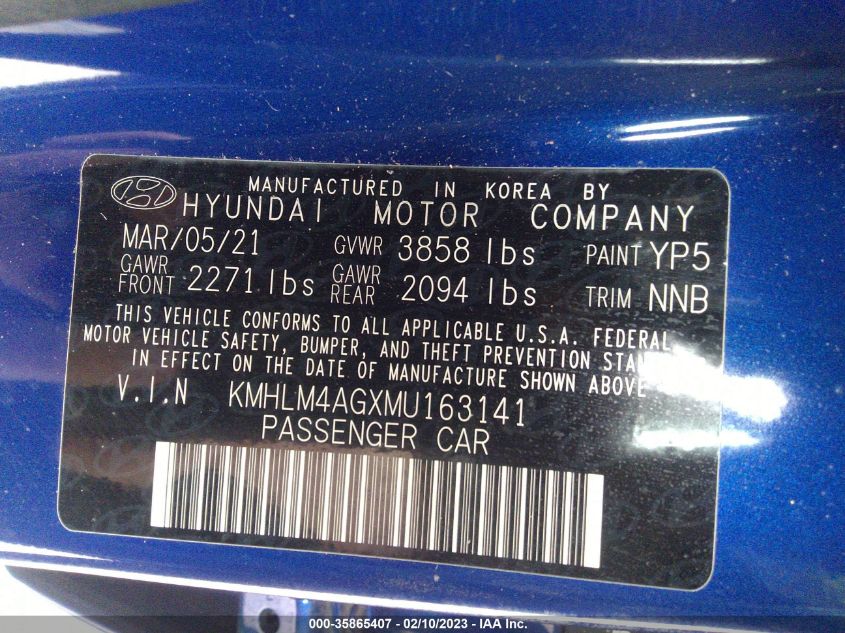 MANUFACTURED IN KOREA BY
HYUNDAI MOTOR COMPANY
MAR/05/21 GVWR 3858 lbs PAINT YP5
GAWR FRONT 2271 lbs GAWR REAR 2094 lbs TRIM NNB
THIS VEHICLE CONFORMS TO ALL APPLICABLE U.S.A. FEDERAL
MOTOR VEHICLE SAFETY, BUMPER, AND THEFT PREVENTION
IN EFFECT ON THE DATE OF MANUFACTURE SHOWN ABOVE
V.I.N KMHLM4AGXMU163141
PASSENGER CAR
000-35865407 - 02/10/2023 - IAA Inc.